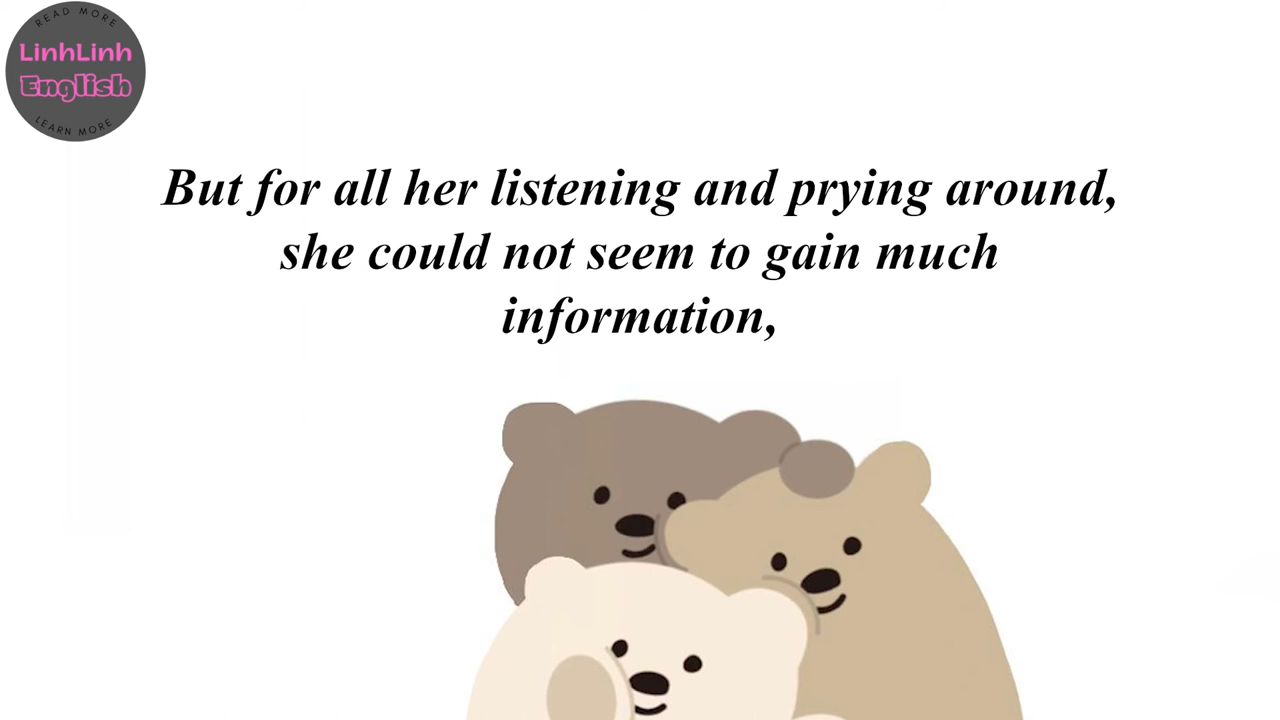 READ MORE
LinhLinh
English
LEARN MORE
But for all her listening and prying around,
she could not seem to gain much
information,